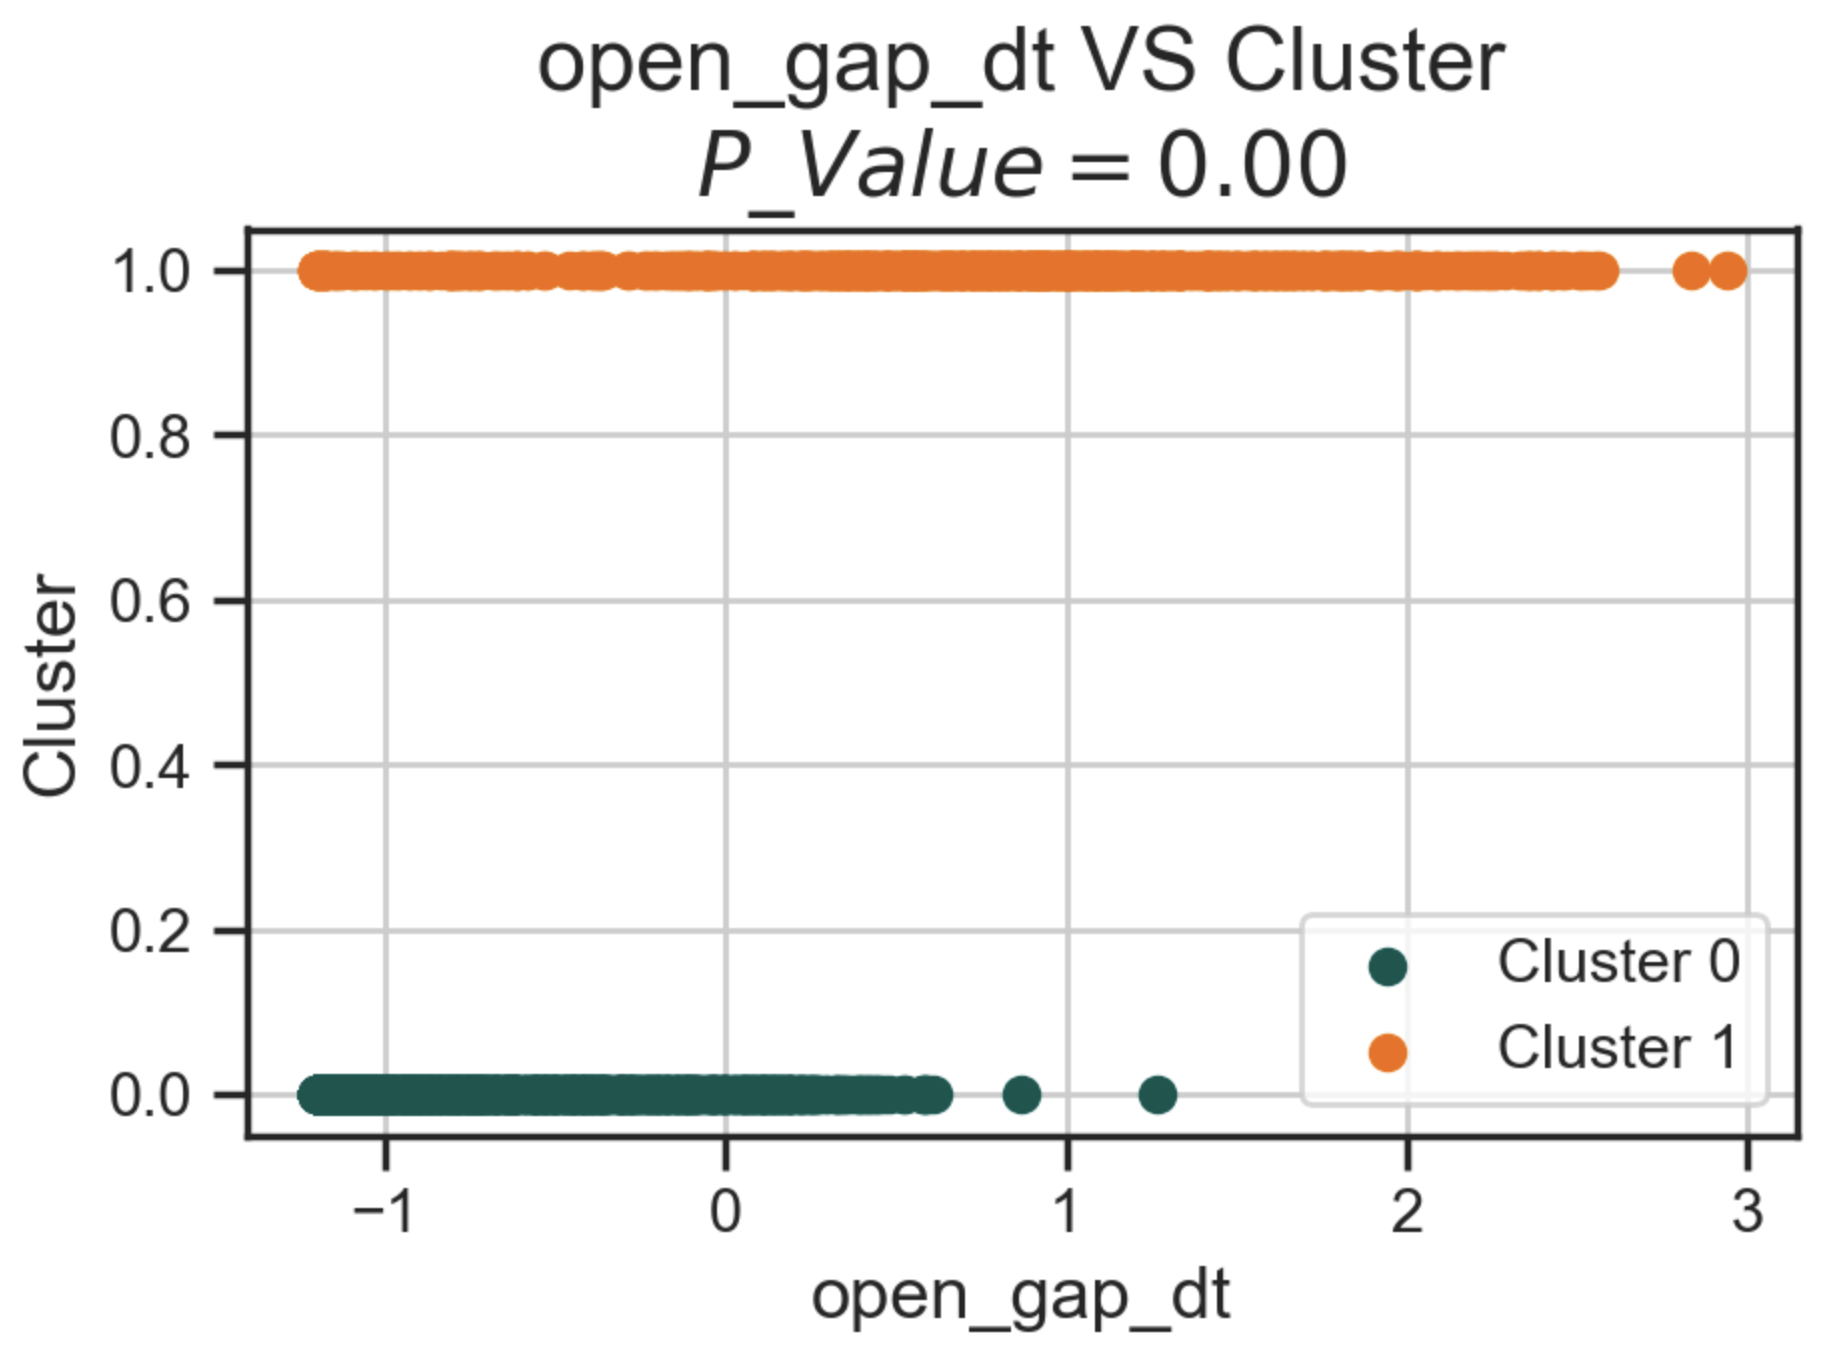 open_gap_dt VS Cluster
P_Value = 0.00
1.0
0.8
0.6
0.4
0.2
0.0
Cluster
Cluster 0
Cluster 1
−1 0 1 2 3
open_gap_dt